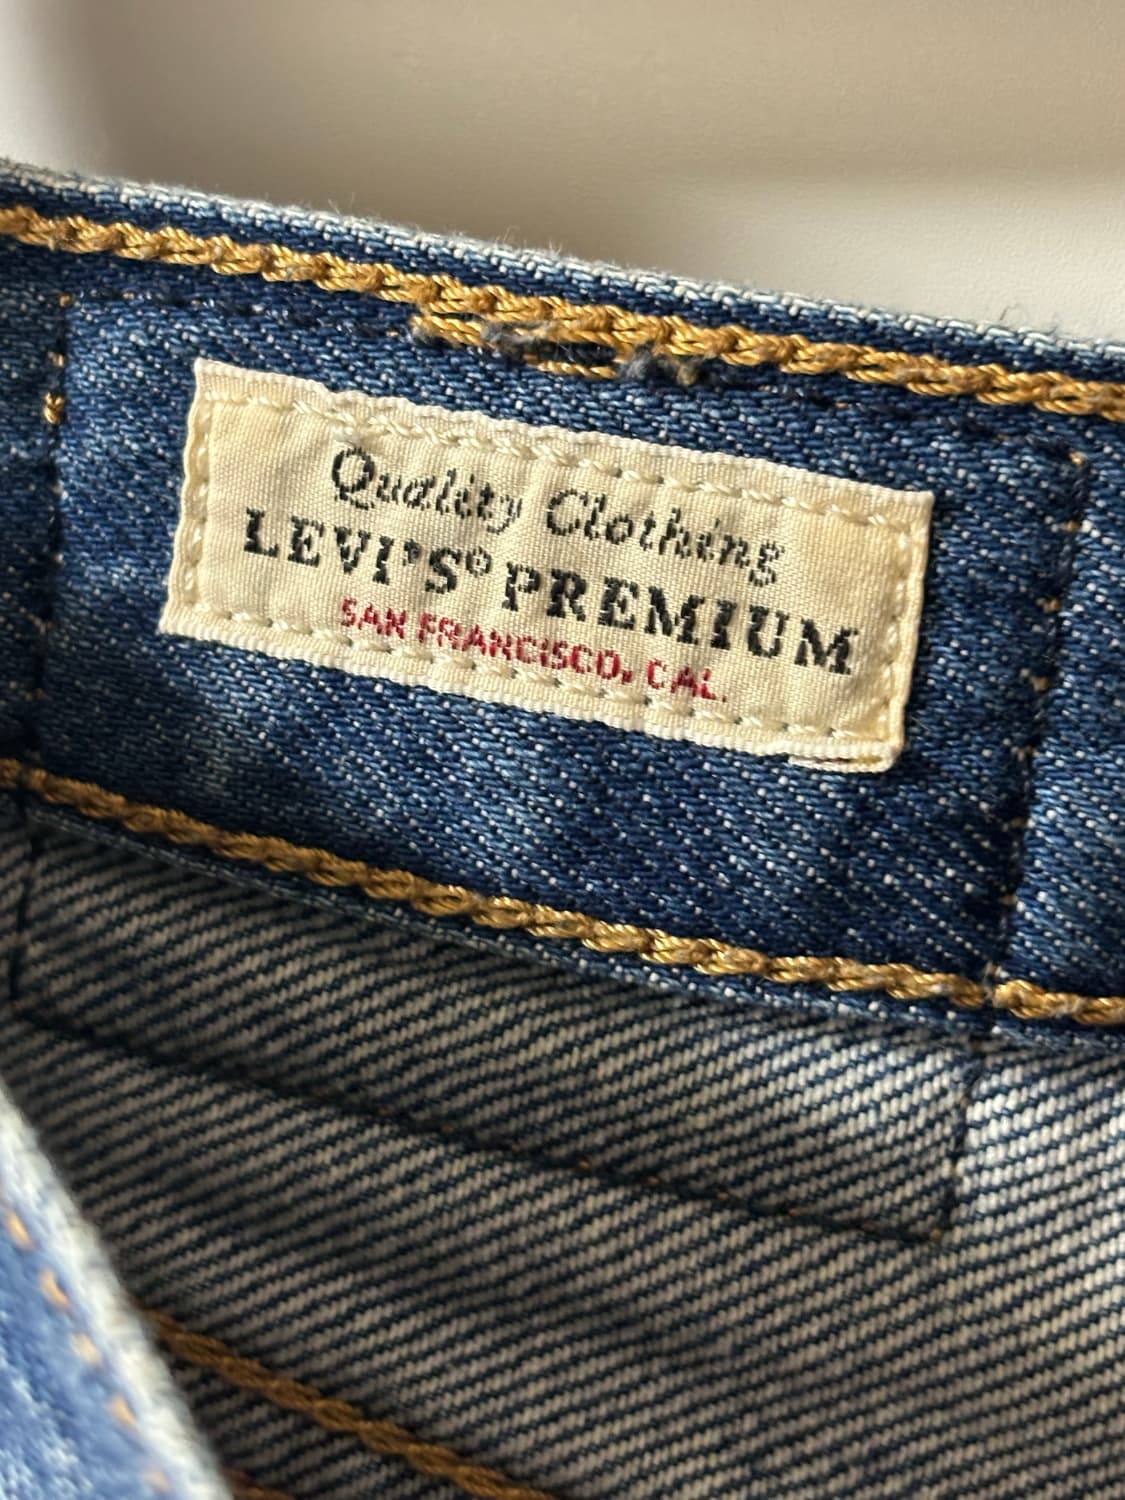 Quality Clothing
LEVI'S® PREMIUM
SAN FRANCISCO, CAL.